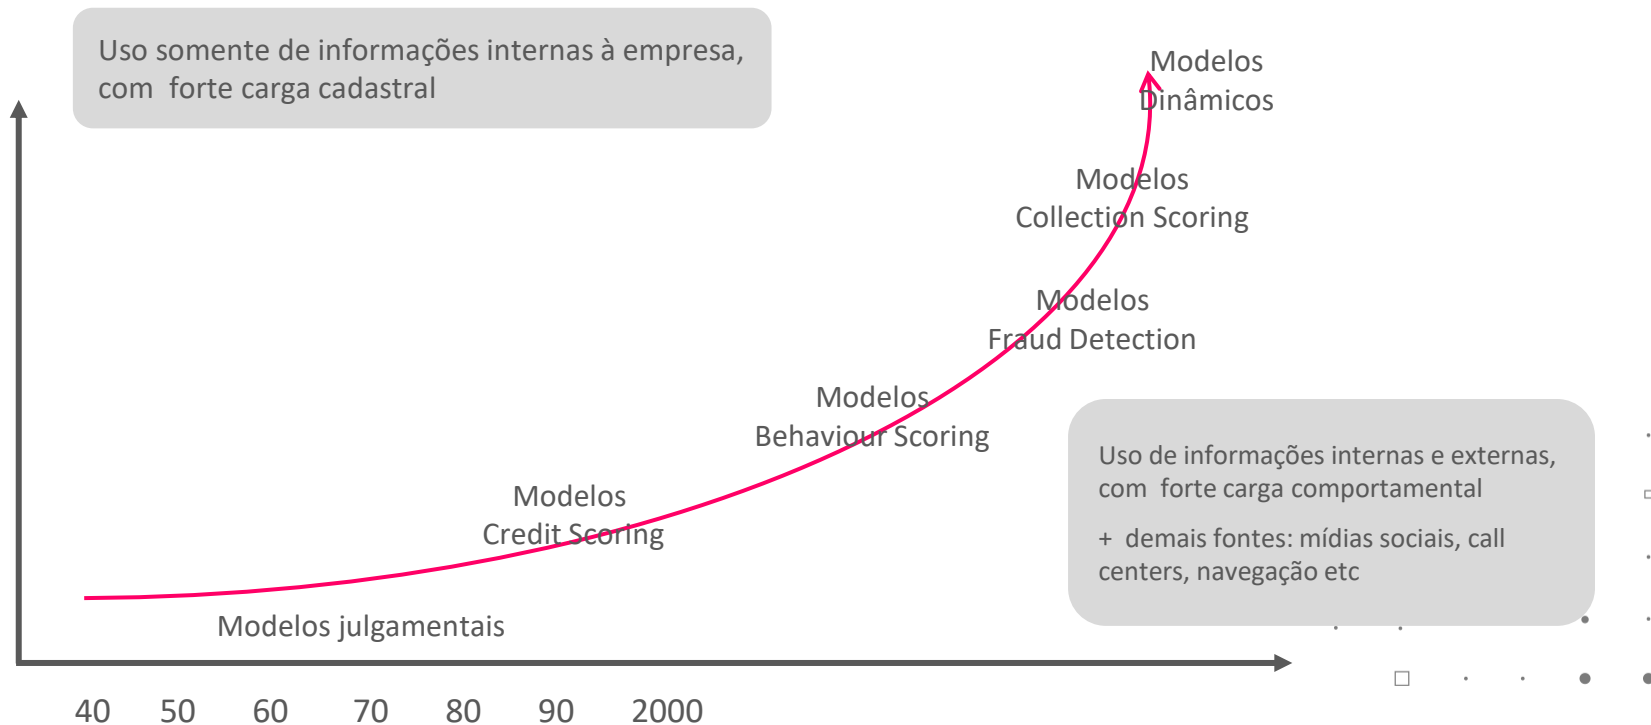 Uso somente de informações internas à empresa,
com forte carga cadastral
Modelos
Dinâmicos
Modelos
Collection Scoring
Modelos
Fraud Detection
Modelos
Behaviour Scoring
Uso de informações internas e externas,
com forte carga comportamental
+ demais fontes: mídias sociais, call
centers, navegação etc
Modelos
Credit Scoring
Modelos julgamentais
40 50 60 70 80 90 2000